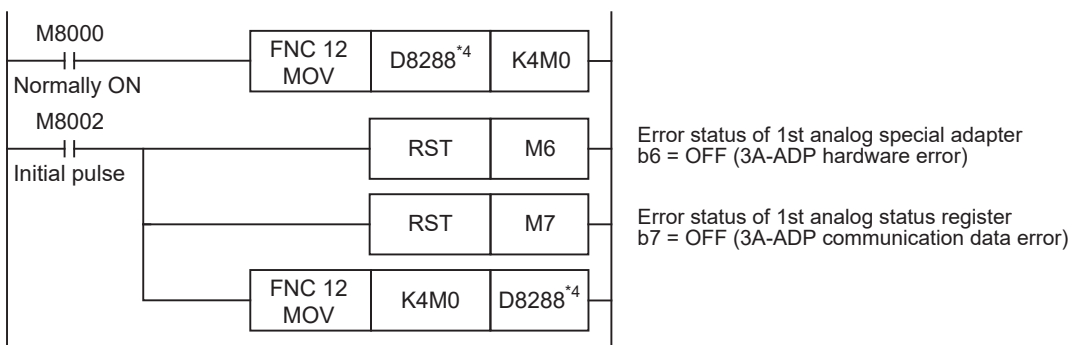 M8000
Normally ON
FNC 12
MOV
D8288*4
K4M0
M8002
Initial pulse
RST
M6
Error status of 1st analog special adapter
b6 = OFF (3A-ADP hardware error)
RST
M7
Error status of 1st analog status register
b7 = OFF (3A-ADP communication data error)
FNC 12
MOV
K4M0
D8288*4